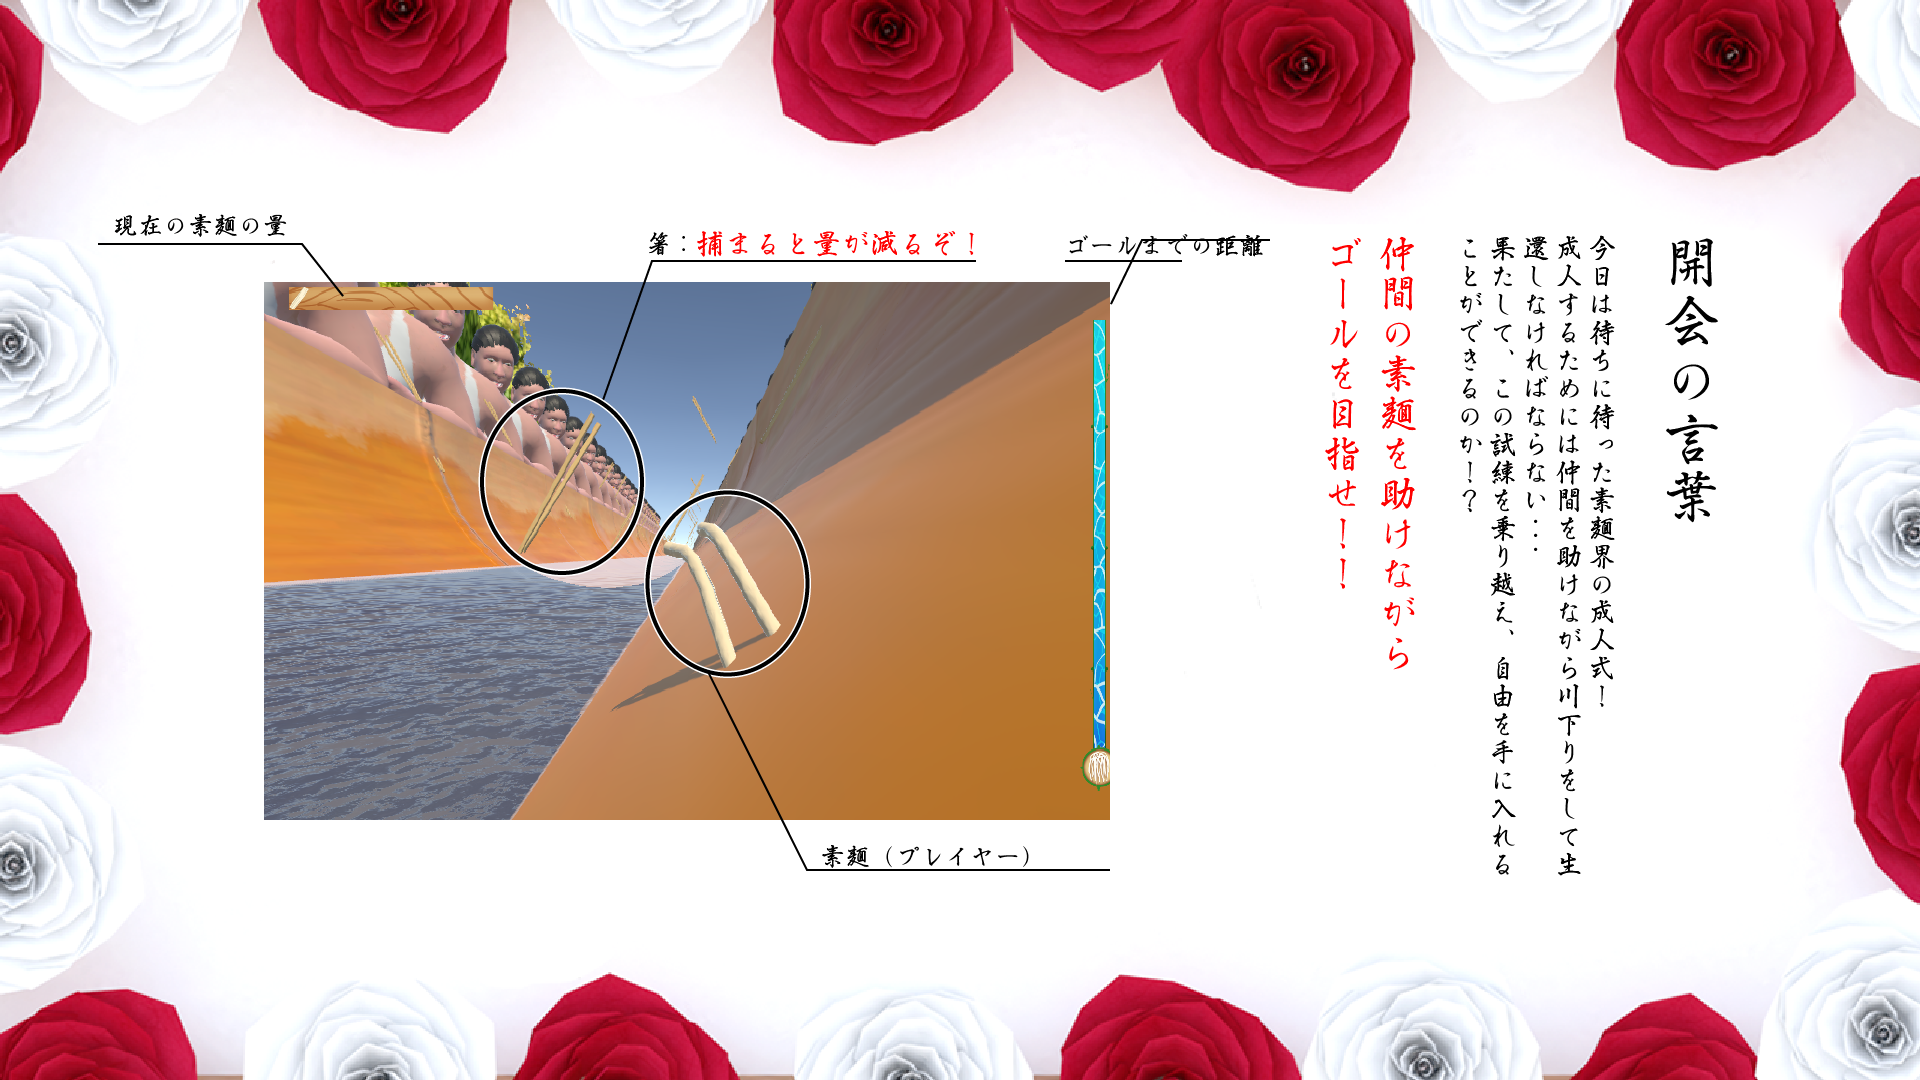 開会の言葉
今日は待ちに待った素麺界の成人式！
成人するためには仲間を助けながら川下りをして生
還しなければならない・・・
果たして、この試練を乗り越え、自由を手に入れる
ことができるのか！？
仲間の素麺を助けながら
ゴールを目指せ！！
現在の素麺の量
箸：捕まると量が減るぞ！
ゴールまでの距離
素麺（プレイヤー）